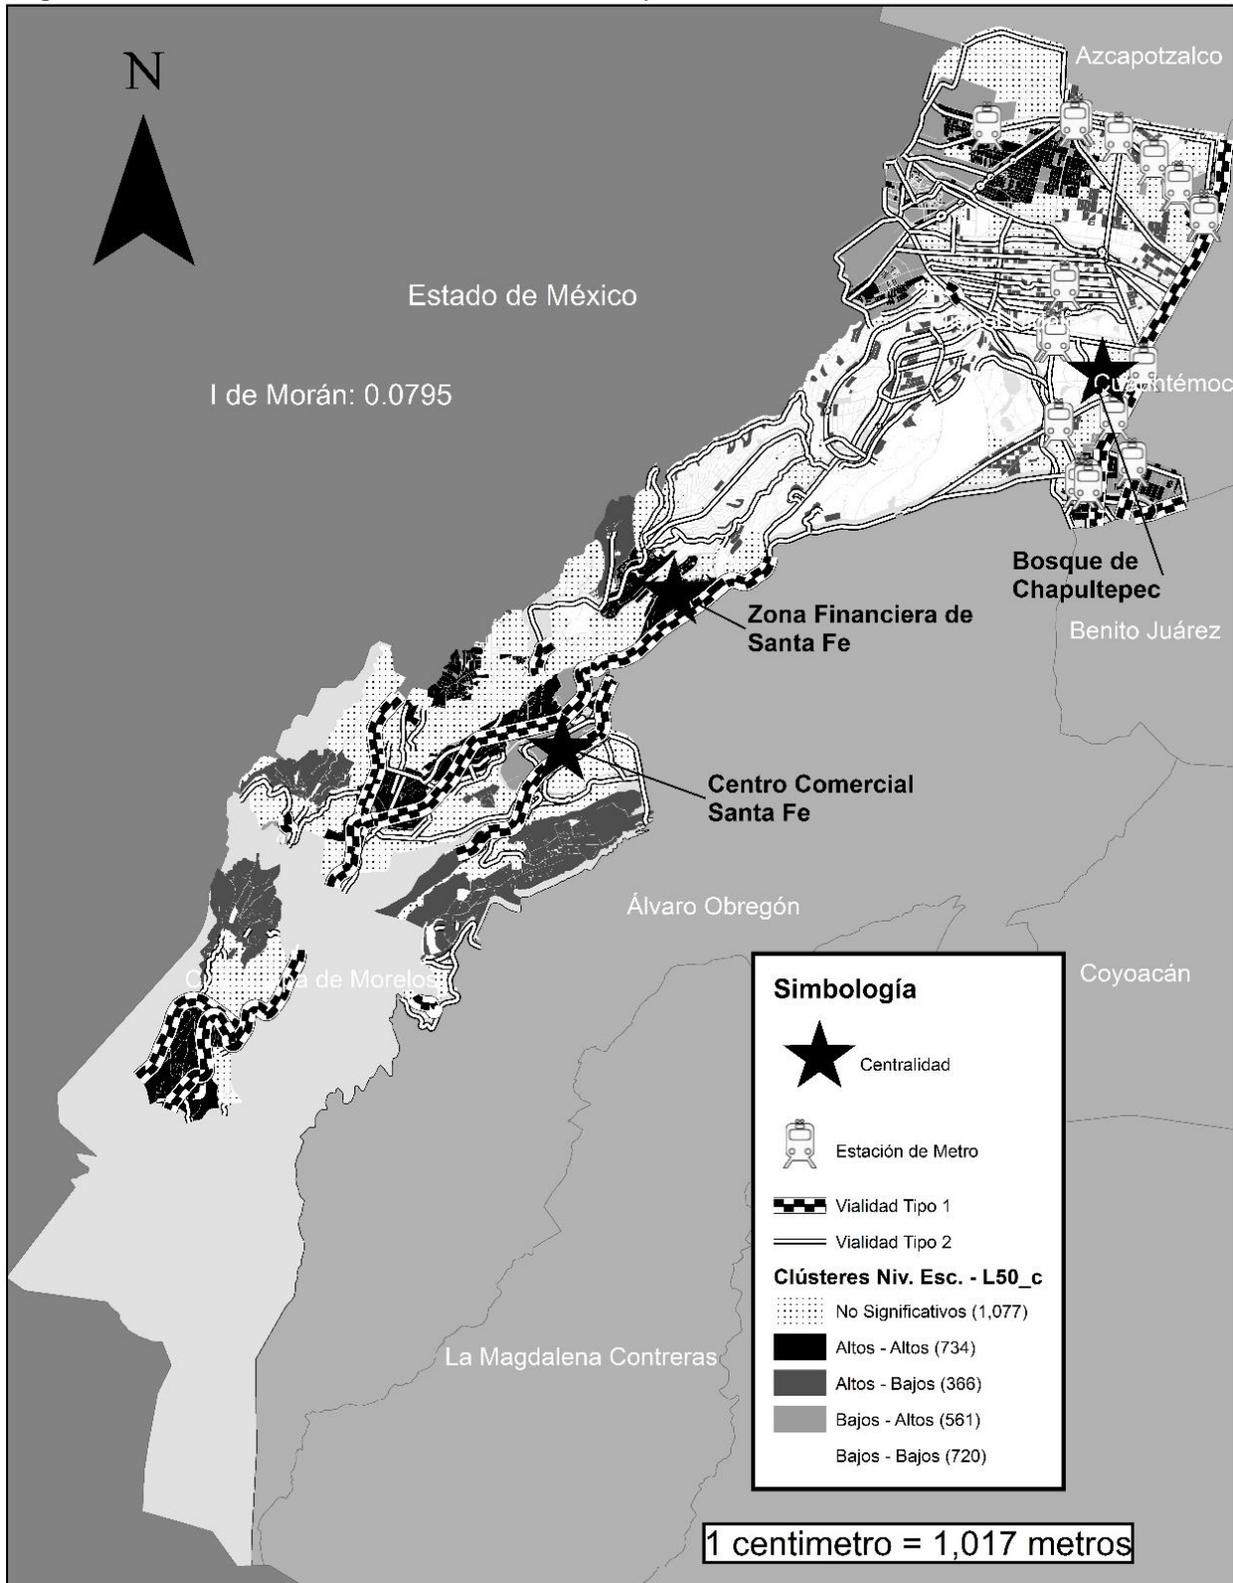 Azcapotzalco
N
Estado de México
I de Morán: 0.0795
Cuauhtémoc
Bosque de
Chapultepec
Zona Financiera de
Santa Fe
Benito Juárez
Centro Comercial
Santa Fe
Álvaro Obregón
de Morelos
Coyoacán
La Magdalena Contreras
Simbología
Centralidad
Estación de Metro
Vialidad Tipo 1
Vialidad Tipo 2
Clústeres Niv. Esc. - L50_c
No Significativos (1,077)
Altos - Altos (734)
Altos - Bajos (366)
Bajos - Altos (561)
Bajos - Bajos (720)
1 centimetro = 1,017 metros